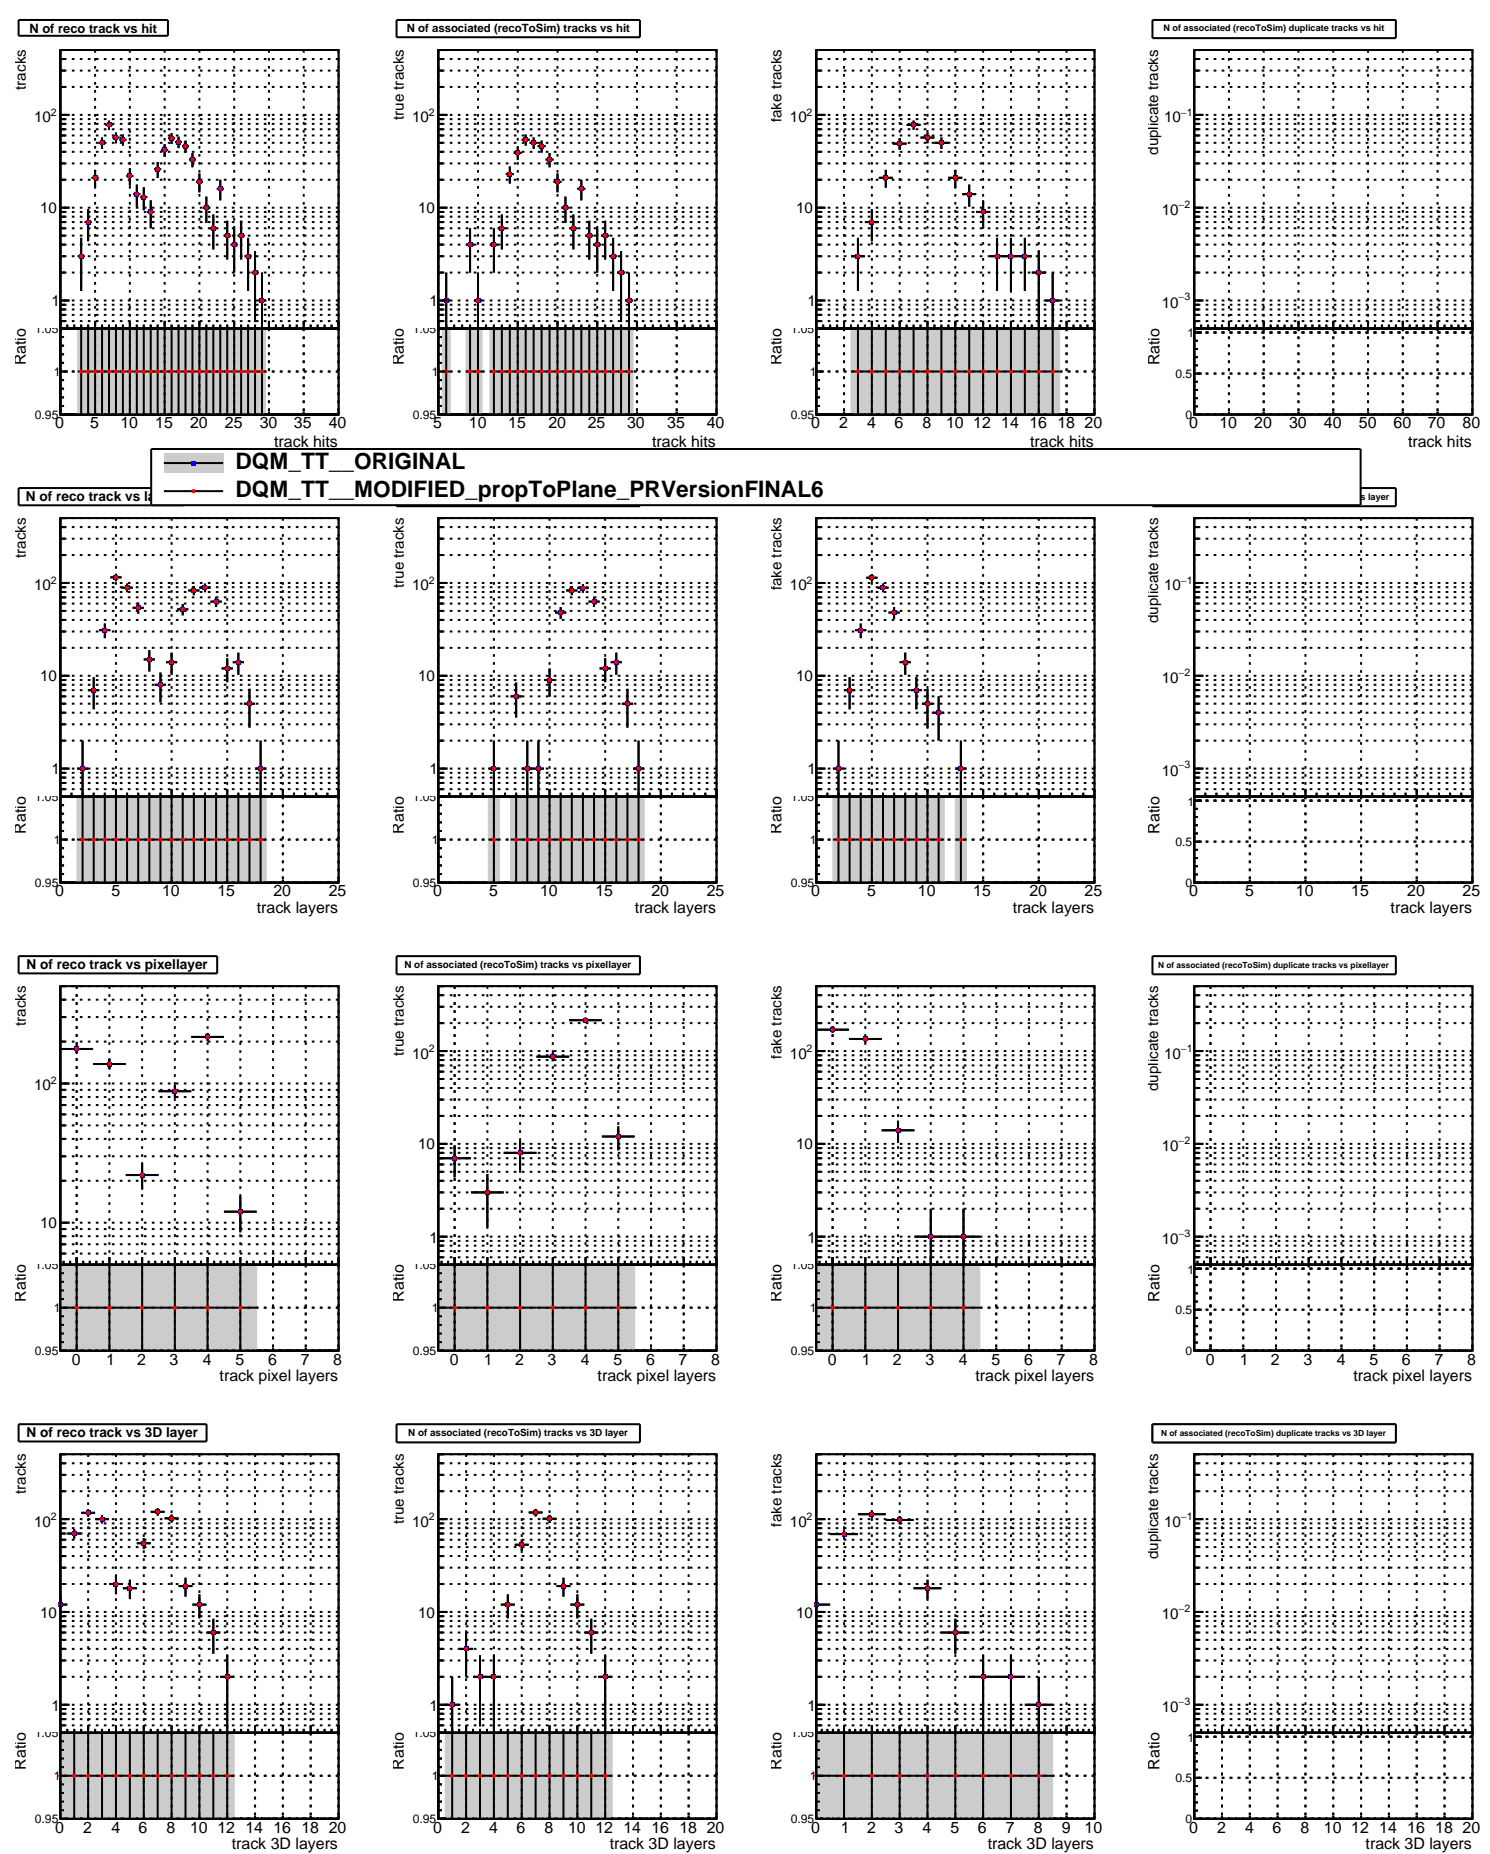 N of reco track vs hit
N of associated (recoToSim) tracks vs hit
N of associated (recoToSim) duplicate tracks vs hit
tracks
10²
10
1
1.05
Ratio
1
0.95
0 5 10 15 20 25 30 35 40
track hits
true tracks
10²
10
1
1.05
Ratio
1
0.95
5 10 15 20 25 30 35 40
track hits
fake tracks
10²
10
1
1.05
Ratio
1
0.95
0 2 4 6 8 10 12 14 16 18 20
track hits
duplicate tracks
10⁻¹
10⁻²
10⁻³
Ratio
1
0.5
0
0 10 20 30 40 50 60 70 80
track hits
DQM_TT__ORIGINAL
DQM_TT__MODIFIED_propToPlane_PRVersionFINAL6
N of reco track vs la
s layer
tracks
10²
10
1
1.05
Ratio
1
0.95
0 5 10 15 20 25
track layers
true tracks
10²
10
1
1.05
Ratio
1
0.95
0 5 10 15 20 25
track layers
fake tracks
10²
10
1
1.05
Ratio
1
0.95
0 5 10 15 20 25
track layers
duplicate tracks
10⁻¹
10⁻²
10⁻³
Ratio
1
0.5
0
0 5 10 15 20 25
track layers
N of reco track vs pixellayer
N of associated (recoToSim) tracks vs pixellayer
N of associated (recoToSim) duplicate tracks vs pixellayer
tracks
10²
10
1.05
Ratio
1
0.95
0 1 2 3 4 5 6 7 8
track pixel layers
true tracks
10²
10
1
1.05
Ratio
1
0.95
0 1 2 3 4 5 6 7 8
track pixel layers
fake tracks
10²
10
1
1.05
Ratio
1
0.95
0 1 2 3 4 5 6 7 8
track pixel layers
duplicate tracks
10⁻¹
10⁻²
10⁻³
Ratio
1
0.5
0
0 1 2 3 4 5 6 7 8
track pixel layers
N of reco track vs 3D layer
N of associated (recoToSim) tracks vs 3D layer
N of associated (recoToSim) duplicate tracks vs 3D layer
tracks
10²
10
1
1.05
Ratio
1
0.95
0 2 4 6 8 10 12 14 16 18 20
track 3D layers
true tracks
10²
10
1
1.05
Ratio
1
0.95
0 2 4 6 8 10 12 14 16 18 20
track 3D layers
fake tracks
10²
10
1
1.05
Ratio
1
0.95
0 1 2 3 4 5 6 7 8 9 10
track 3D layers
duplicate tracks
10⁻¹
10⁻²
10⁻³
Ratio
1
0.5
0
0 2 4 6 8 10 12 14 16 18 20
track 3D layers